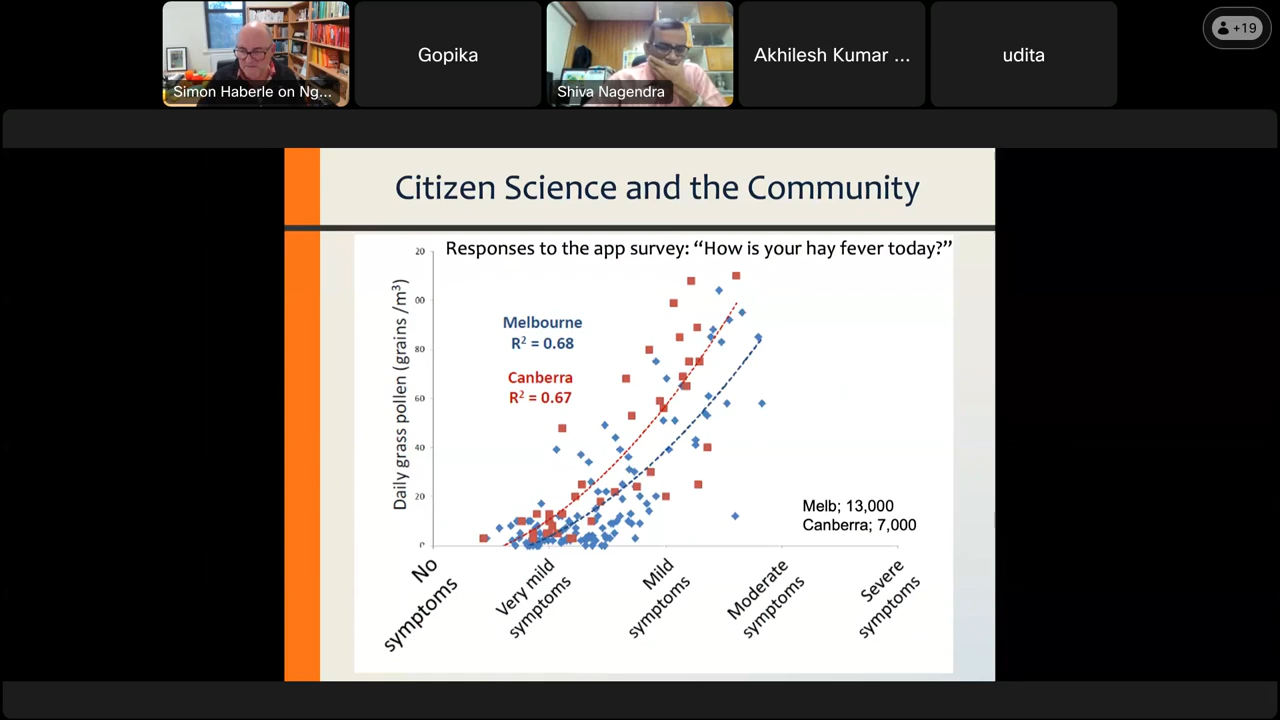 Simon Haberle on Ng...
Gopika
Shiva Nagendra
Akhilesh Kumar ...
udita
+19
Citizen Science and the Community
Responses to the app survey: “How is your hay fever today?”
Daily grass pollen (grains /m³)
20
00
80
60
40
20
Melbourne
R² = 0.68
Canberra
R² = 0.67
Melb; 13,000
Canberra; 7,000
No
symptoms
Very mild
symptoms
Mild
symptoms
Moderate
symptoms
Severe
symptoms